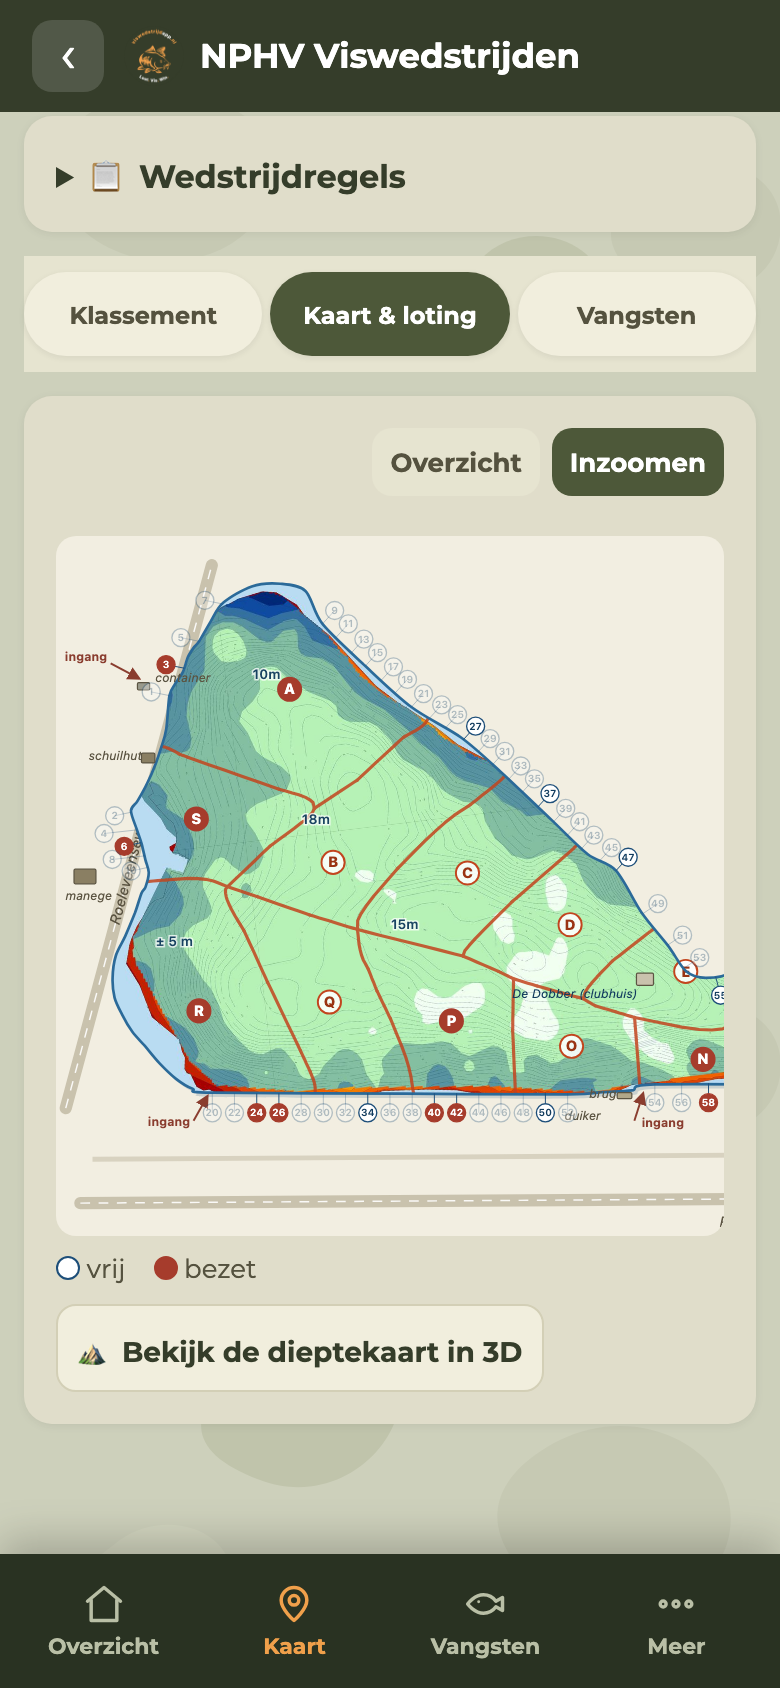 ‹
NPHV Viswedstrijden
Wedstrijdregels
Klassement
Kaart & loting
Vangsten
Overzicht
Inzoomen
7
9
11
5
13
15
ingang
3
container
17
10m
A
19
1
21
23
25
27
29
schuilhut
31
33
35
37
2
S
18m
39
4
41
6
43
8
B
45
47
manege
Roeleveenseweg
C
49
15m
D
51
± 5 m
53
E
De Dobber (clubhuis)
55
R
Q
P
O
N
ingang
20
22
24
26
28
30
32
34
36
38
40
42
44
46
48
50
duiker
brug
54
56
58
ingang
vrij
bezet
Bekijk de dieptekaart in 3D
Overzicht
Kaart
Vangsten
Meer